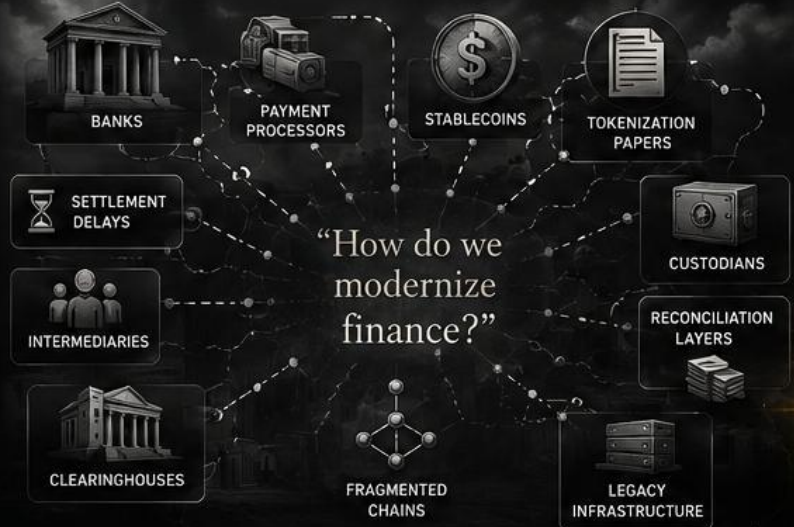 BANKS
PAYMENT
PROCESSORS
STABLECOINS
TOKENIZATION
PAPERS
SETTLEMENT
DELAYS
“How do we
modernize
finance?”
CUSTODIANS
INTERMEDIARIES
RECONCILIATION
LAYERS
CLEARINGHOUSES
FRAGMENTED
CHAINS
LEGACY
INFRASTRUCTURE